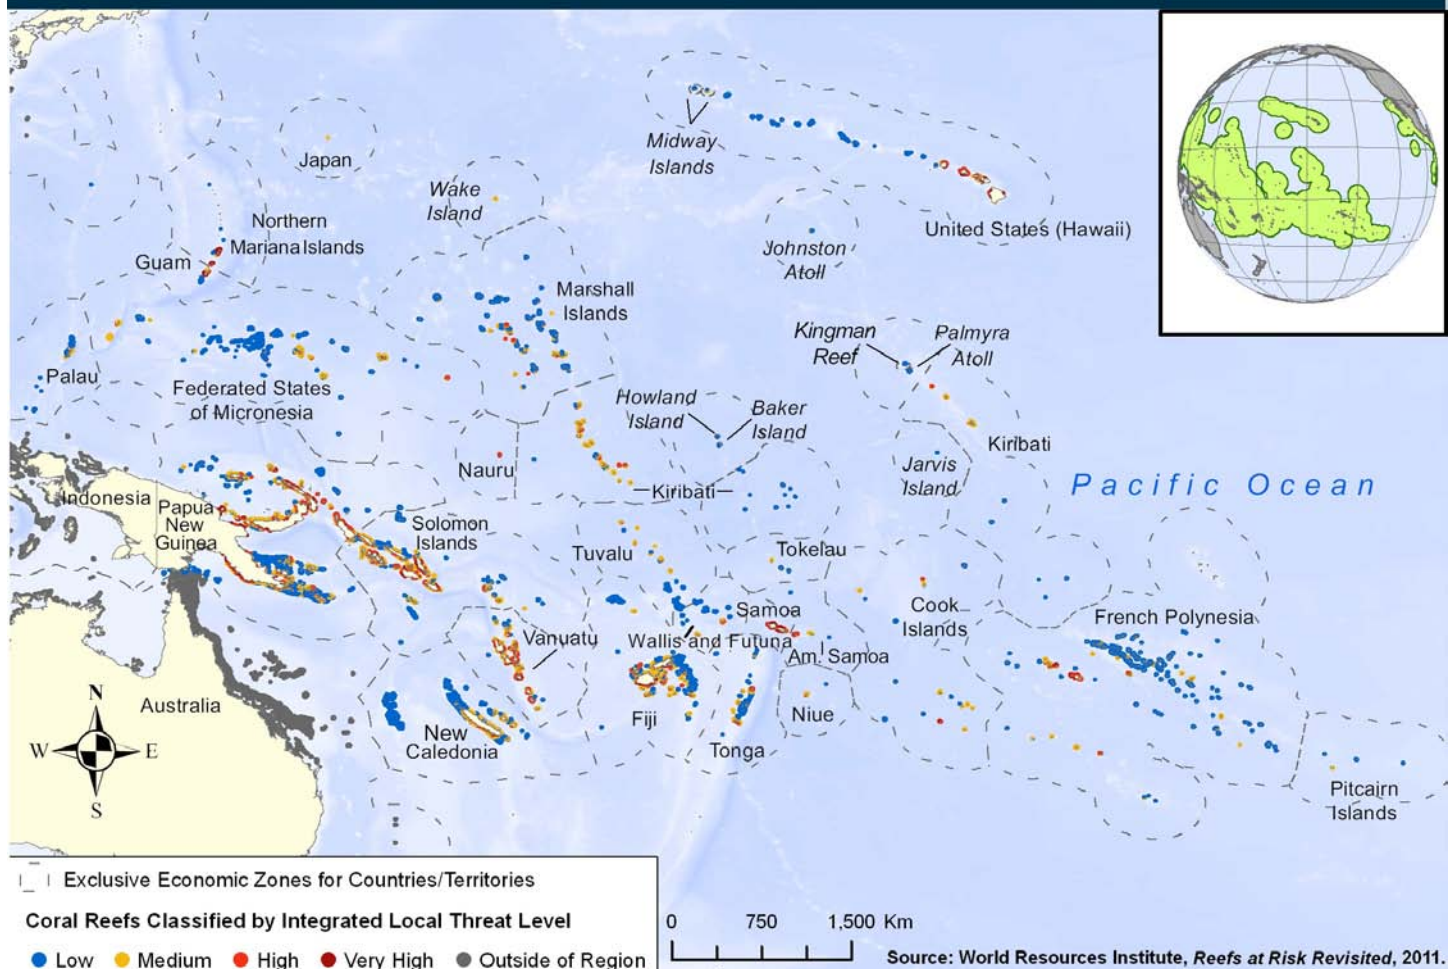 Japan
Midway
Islands
Wake
Island
United States (Hawaii)
Northern
Mariana Islands
Guam
Johnston
Atoll
Marshall
Islands
Kingman
Reef
Palmyra
Atoll
Palau
Federated States
of Micronesia
Howland
Island
Baker
Island
Kiribati
Nauru
Jarvis
Island
Kiribati
Pacific Ocean
Indonesia
Papua
New
Guinea
Solomon
Islands
Tuvalu
Tokelau
Samoa
Cook
Islands
French Polynesia
Vanuatu
Wallis and Futuna
Am. Samoa
Australia
New
Caledonia
Fiji
Tonga
Niue
Pitcairn
Islands
N
W
E
S
Exclusive Economic Zones for Countries/Territories
Coral Reefs Classified by Integrated Local Threat Level
Low Medium High Very High Outside of Region
0 750 1,500 Km
Source: World Resources Institute, Reefs at Risk Revisited, 2011.